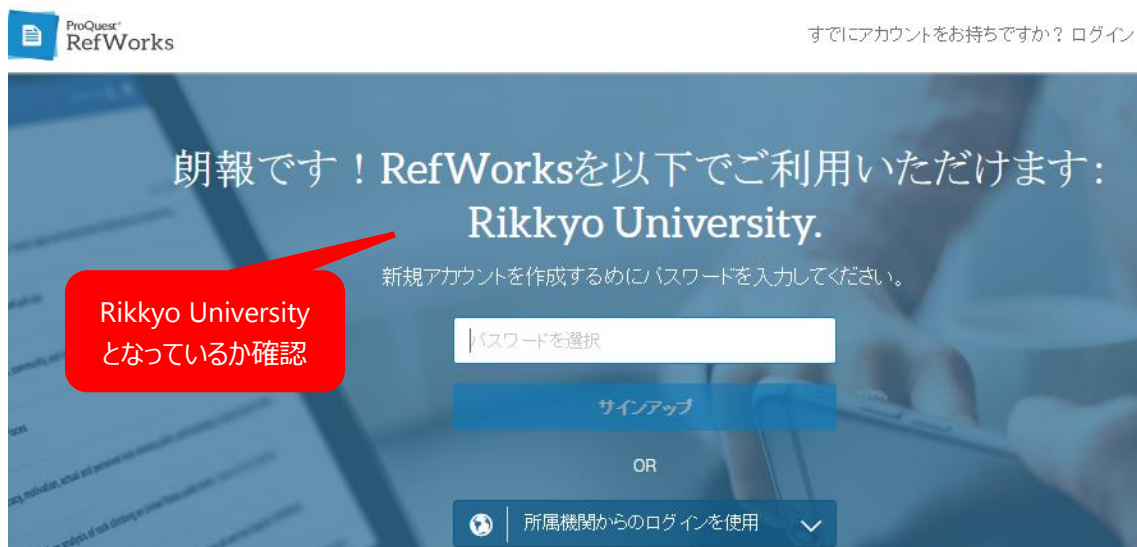 ProQuest®
RefWorks
すでにアカウントをお持ちですか？ ログイン
朗報です！RefWorksを以下でご利用いただけます：
Rikkyo University.
新規アカウントを作成するめにパスワードを入力してください。
Rikkyo University
となっているか確認
パスワードを選択
サインアップ
OR
所属機関からのログインを使用